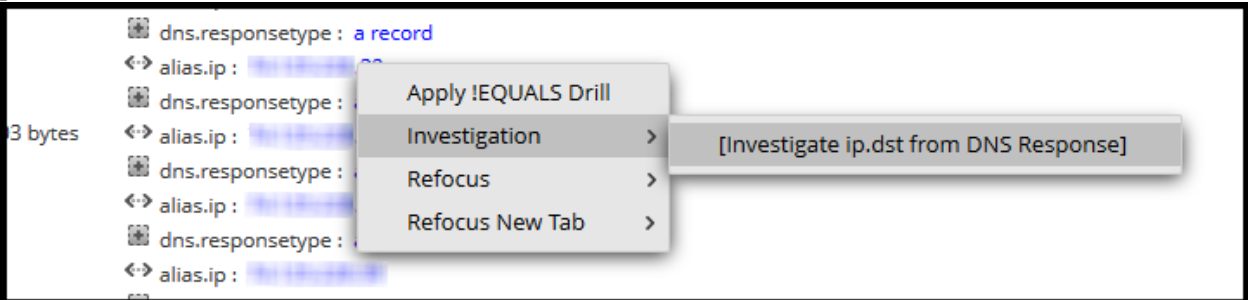 dns.responsetype : a record
alias.ip :
dns.responsetype :
Apply !EQUALS Drill
3 bytes
alias.ip :
Investigation
[Investigate ip.dst from DNS Response]
dns.responsetype :
Refocus
alias.ip :
Refocus New Tab
dns.responsetype :
alias.ip :